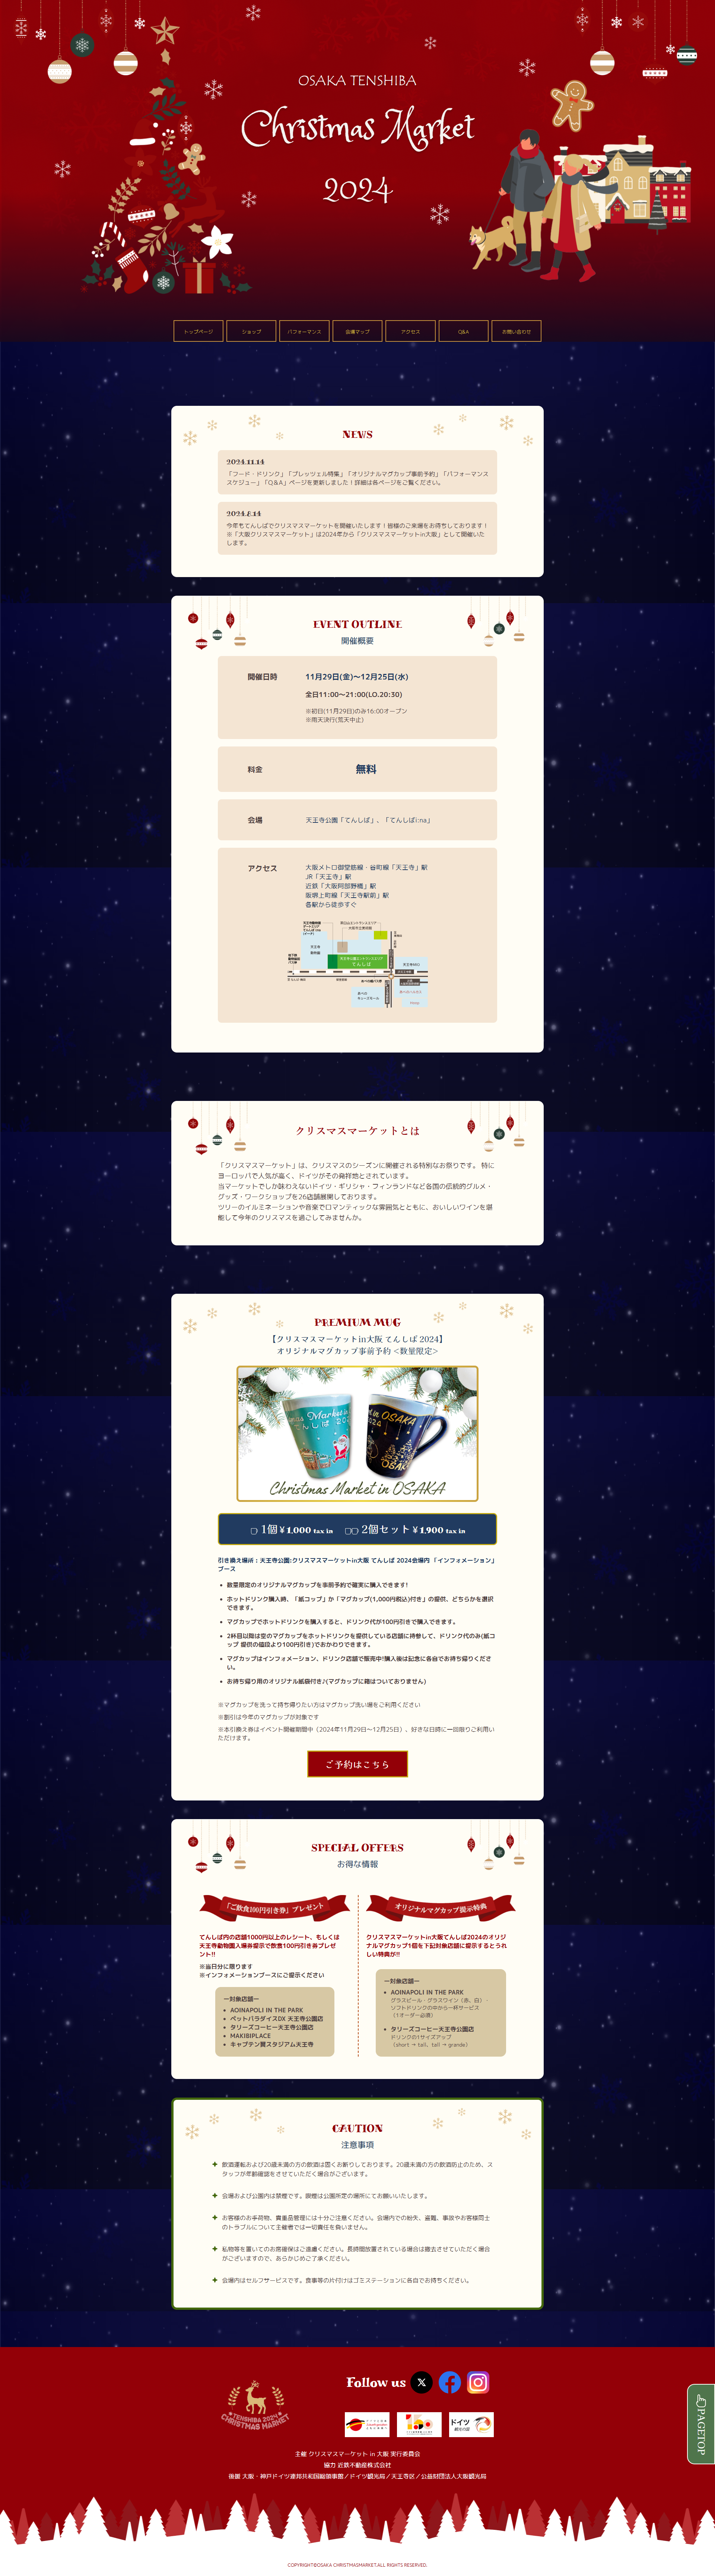 OSAKA TENSHIBA
Christmas Market
2024
トップページ
ショップ
パフォーマンス
会場マップ
アクセス
Q&A
お問い合わせ
NEWS
2024.11.14
「フード・ドリンク」「プレッツェル特集」「オリジナルマグカップ事前予約」「パフォーマンス
スケジュール」「Q&A」ページを更新しました！詳細は各ページをご覧ください。
2024.8.14
今年もてんしばでクリスマスマーケットを開催いたします！皆様のご来場をお待ちしております！
※「大阪クリスマスマーケット」は2024年から「クリスマスマーケットin大阪」として開催いた
します。
EVENT OUTLINE
開催概要
開催日時
11月29日(金)〜12月25日(水)
全日11:00〜21:00(LO.20:30)
※初日(11月29日)のみ16:00オープン
※雨天決行(荒天中止)
料金
無料
会場
天王寺公園「てんしば」、「てんしばi:na」
アクセス
大阪メトロ御堂筋線・谷町線「天王寺」駅
JR「天王寺」駅
近鉄「大阪阿部野橋」駅
阪堺上町線「天王寺駅前」駅
各駅から徒歩すぐ
てんしば
クリスマスマーケットとは
「クリスマスマーケット」は、クリスマスのシーズンに開催される特別なお祭りです。 特に
ヨーロッパで人気が高く、ドイツがその発祥地とされています。
当マーケットでしか味わえないドイツ・ギリシャ・フィンランドなど各国の伝統的グルメ・
グッズ・ワークショップを26店舗展開しております。
ツリーのイルミネーションや音楽でロマンティックな雰囲気とともに、おいしいワインを堪
能して今年のクリスマスを過ごしてみませんか。
PREMIUM MUG
【クリスマスマーケットin大阪 てんしば 2024】
オリジナルマグカップ事前予約 <数量限定>
Christmas Market in OSAKA
1個￥1,000 tax in
2個セット￥1,900 tax in
引き換え場所：天王寺公園:クリスマスマーケットin大阪 てんしば 2024会場内 「インフォメーション」
ブース
• 数量限定のオリジナルマグカップを事前予約で確実に購入できます!
• ホットドリンク購入時、「紙コップ」か「マグカップ(1,000円税込)付き」の提供、どちらかを選択
できます。
• マグカップでホットドリンクを購入すると、ドリンク代が100円引きで購入できます。
• 2杯目以降は空のマグカップをホットドリンクを提供している店舗に持参して、ドリンク代のみ(紙コ
ップ 提供の値段より100円引き)でおかわりできます。
• マグカップはインフォメーション、ドリンク店舗で販売中!購入後は記念に各自でお持ち帰りくださ
い。
• お持ち帰り用のオリジナル紙袋付き♪(マグカップに箱はついておりません)
※マグカップを洗って持ち帰りたい方はマグカップ洗い場をご利用ください
※割引は今年のマグカップが対象です
※本引換え券はイベント開催期間中（2024年11月29日〜12月25日）、好きな日時に一回限りご利用い
ただけます。
ご予約はこちら
SPECIAL OFFERS
お得な情報
「ご飲食100円引き券」プレゼント
てんしば内の店舗1000円以上のレシート、もしくは
天王寺動物園入場券提示で飲食100円引き券プレゼ
ント!!
※当日分に限ります
※インフォメーションブースにご提示ください
ー対象店舗ー
• AOINAPOLI IN THE PARK
• ペットパラダイスDX 天王寺公園店
• タリーズコーヒー天王寺公園店
• MAKIBIPLACE
• キャプテン翼スタジアム天王寺
オリジナルマグカップ提示特典
クリスマスマーケットin大阪てんしば2024のオリジ
ナルマグカップ1個を下記対象店舗に提示するとうれ
しい特典が!!
ー対象店舗ー
• AOINAPOLI IN THE PARK
グラスビール・グラスワイン（赤、白）・
ソフトドリンクの中から一杯サービス
（1オーダー必須）
• タリーズコーヒー天王寺公園店
ドリンクの1サイズアップ
（short → tall、tall → grande）
CAUTION
注意事項
飲酒運転および20歳未満の方の飲酒は固くお断りしております。20歳未満の方の飲酒防止のため、ス
タッフが年齢確認をさせていただく場合がございます。
会場および公園内は禁煙です。喫煙は公園所定の場所にてお願いいたします。
お客様のお手荷物、貴重品管理には十分ご注意ください。会場内での紛失、盗難、事故やお客様同士
のトラブルについて主催者では一切責任を負いません。
私物等を置いてのお席確保はご遠慮ください。長時間放置されている場合は撤去させていただく場合
がございますので、あらかじめご了承ください。
会場内はセルフサービスです。食事等の片付けはゴミステーションに各自でお持ちください。
Follow us
TENSHIBA 2024
CHRISTMAS MARKET
ドイツ
PAGETOP
主催 クリスマスマーケット in 大阪 実行委員会
協力 近鉄不動産株式会社
後援 大阪・神戸ドイツ連邦共和国総領事館／ドイツ観光局／天王寺区／公益財団法人大阪観光局
COPYRIGHT©OSAKA CHRISTMASMARKET.ALL RIGHTS RESERVED.